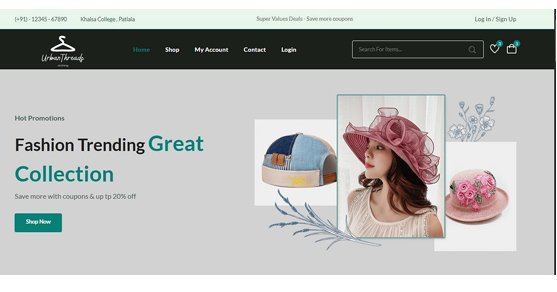 (+91) - 12345 - 67890
Khalsa College , Patiala
Super Values Deals - Save more coupons
Log In / Sign Up
UrbanThreads
Home
Shop
My Account
Contact
Login
Search For Items...
Hot Promotions
Fashion Trending Great
Collection
Save more with coupons & up tp 20% off
Shop Now